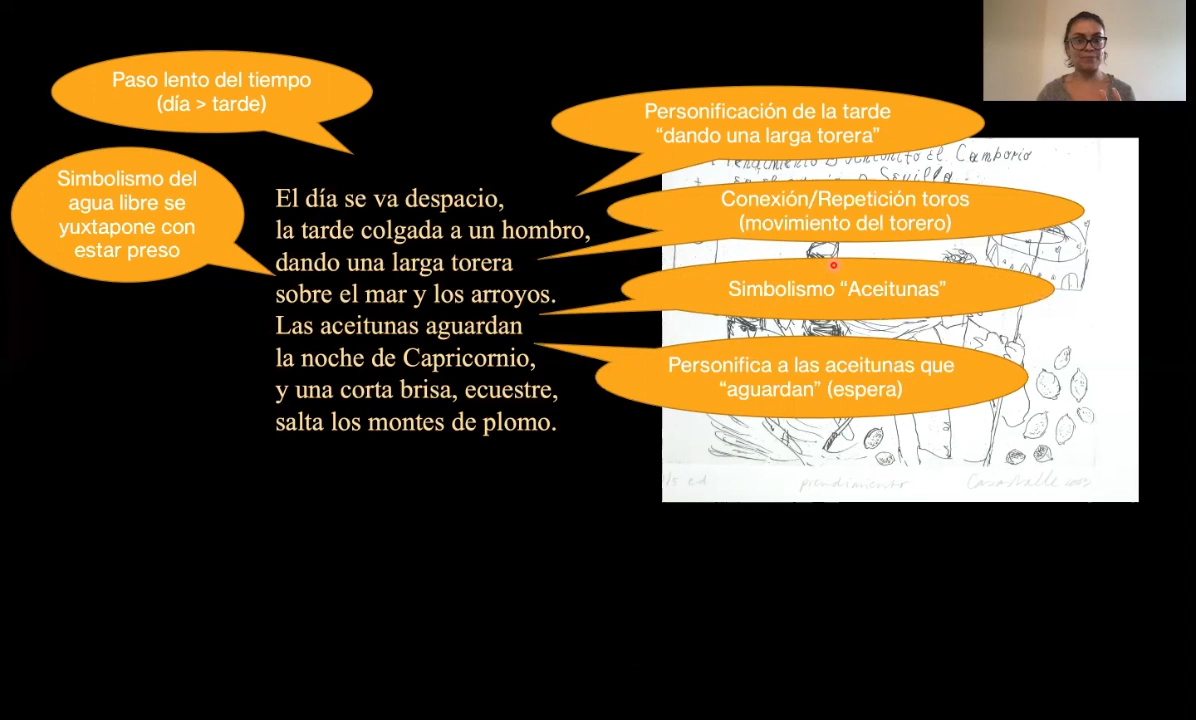 Paso lento del tiempo
(día > tarde)
Personificación de la tarde
“dando una larga torera”
Simbolismo del
agua libre se
yuxtapone con
estar preso
El Camborio
Sevilla
Conexión/Repetición toros
(movimiento del torero)
El día se va despacio,
la tarde colgada a un hombro,
dando una larga torera
sobre el mar y los arroyos.
Las aceitunas aguardan
la noche de Capricornio,
y una corta brisa, ecuestre,
salta los montes de plomo.
Simbolismo “Aceitunas”
Personifica a las aceitunas que
“aguardan” (espera)
prendimiento